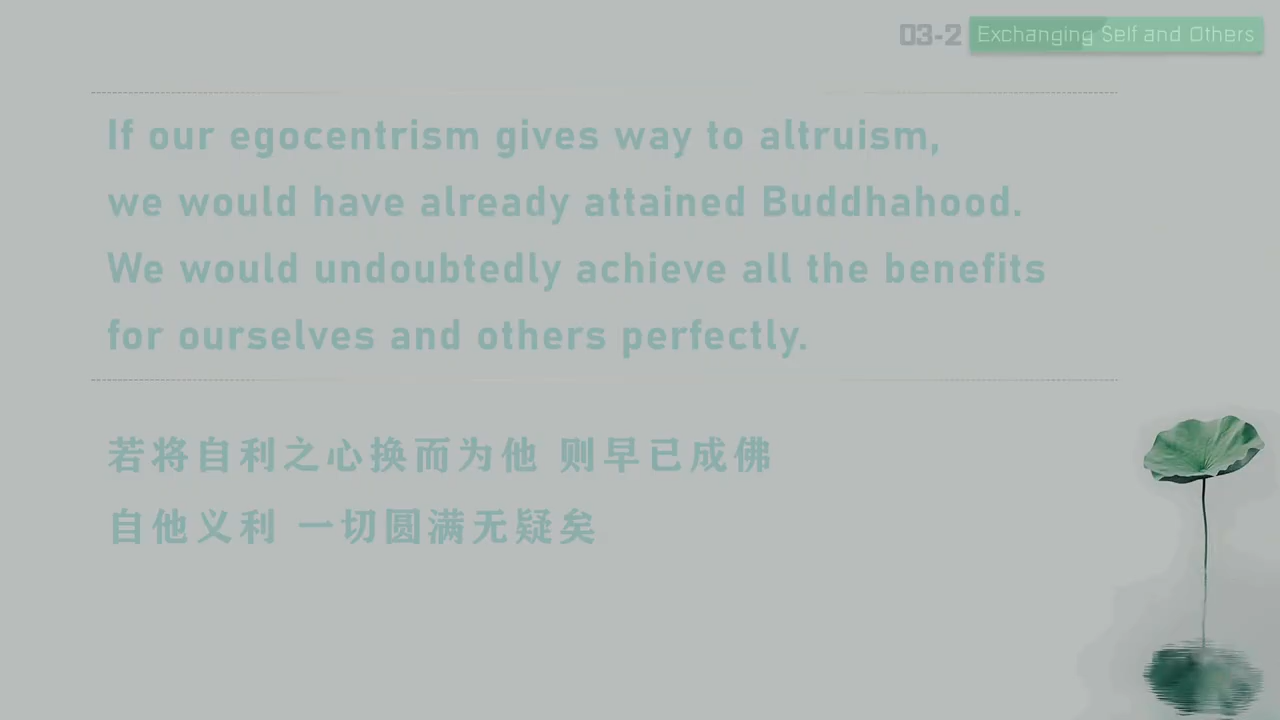 03-2 Exchanging Self and Others
If our egocentrism gives way to altruism,
we would have already attained Buddhahood.
We would undoubtedly achieve all the benefits
for ourselves and others perfectly.
若将自利之心换而为他 则早已成佛
自他义利 一切圆满无疑矣